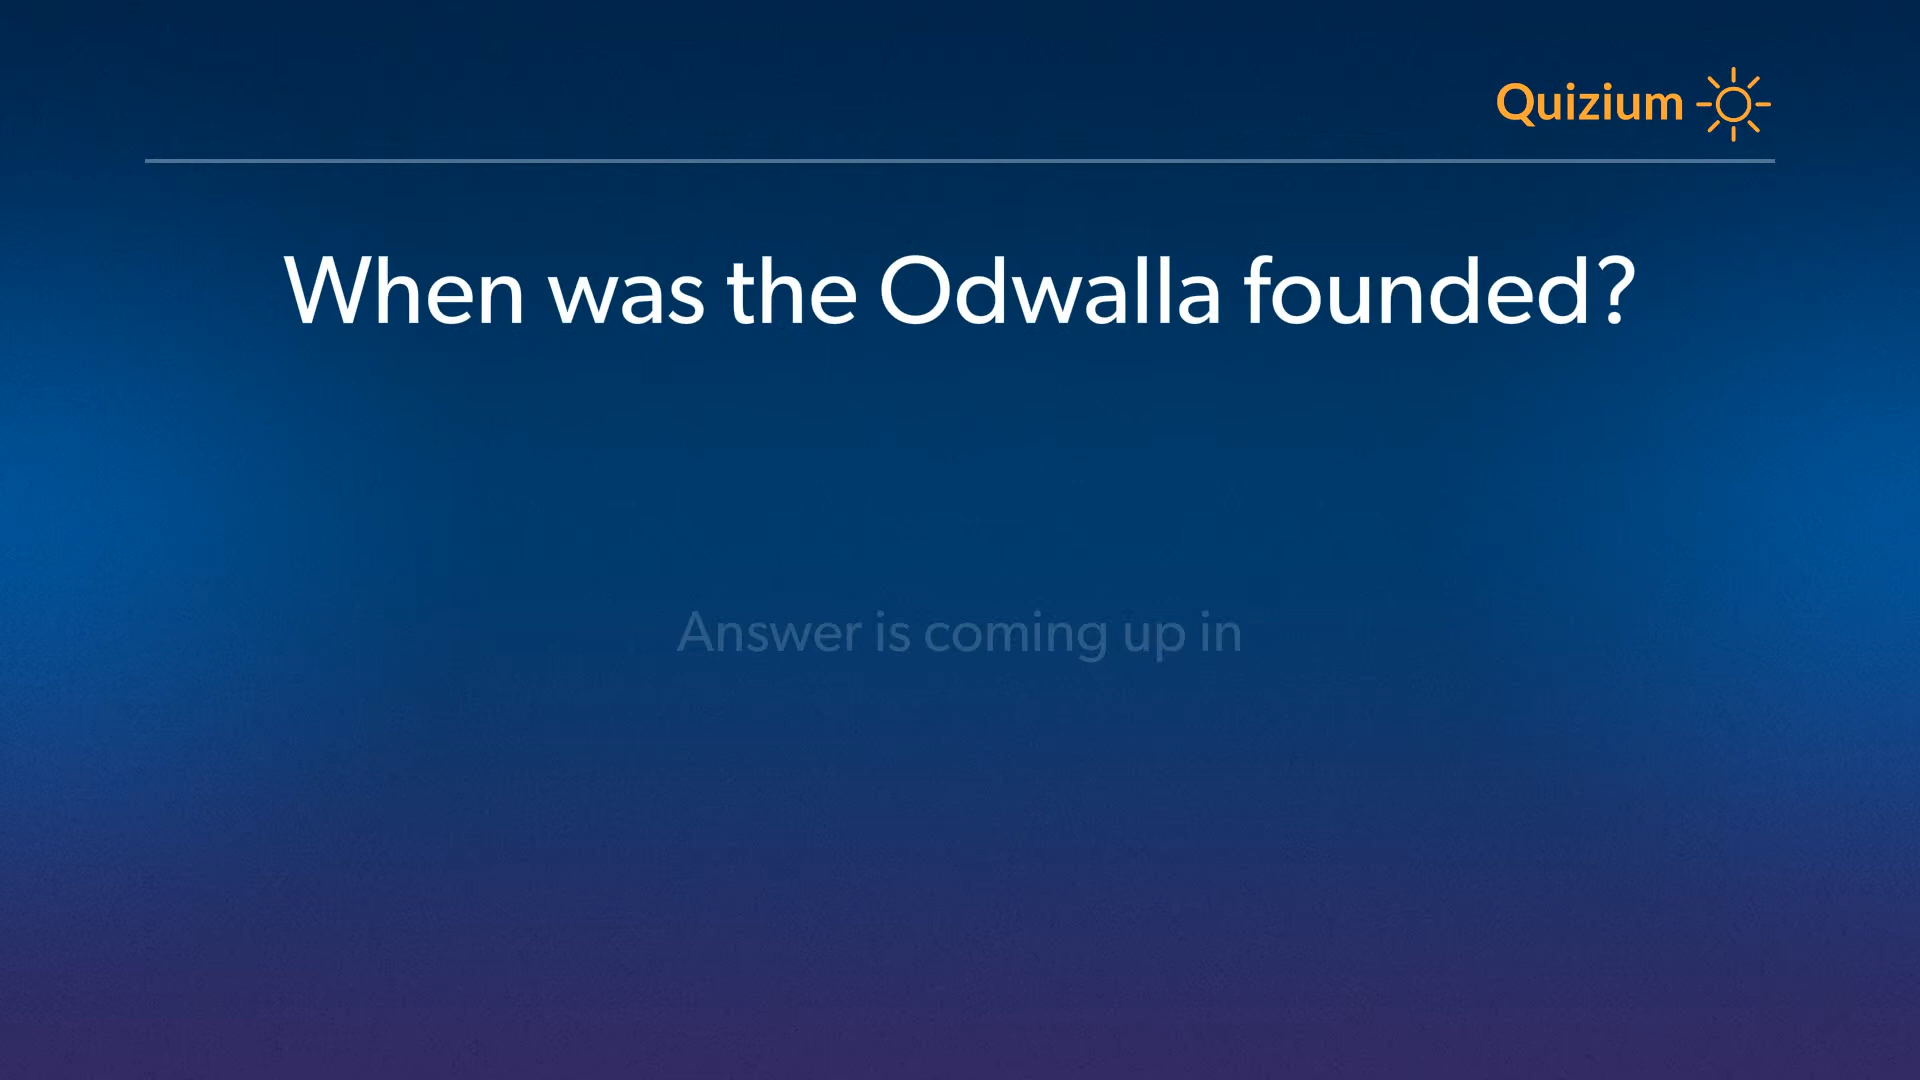 Quizium
When was the Odwalla founded?
Answer is coming up in